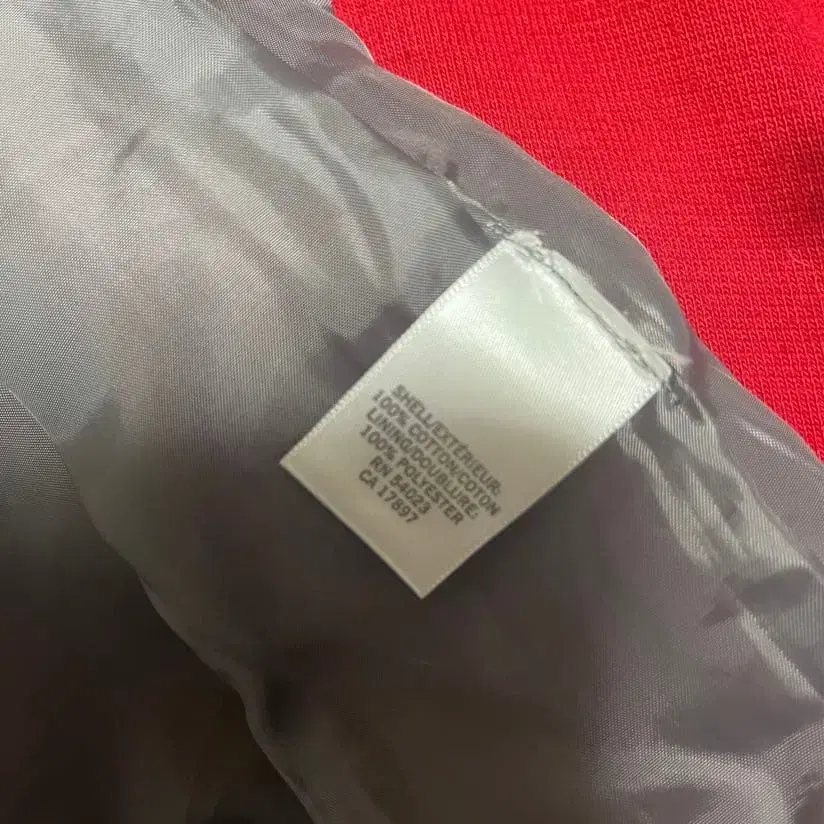 SHELL/EXTÉRIEUR:
100% COTTON/COTON
LINING/DOUBLURE:
100% POLYESTER
RN 54023
CA 17897